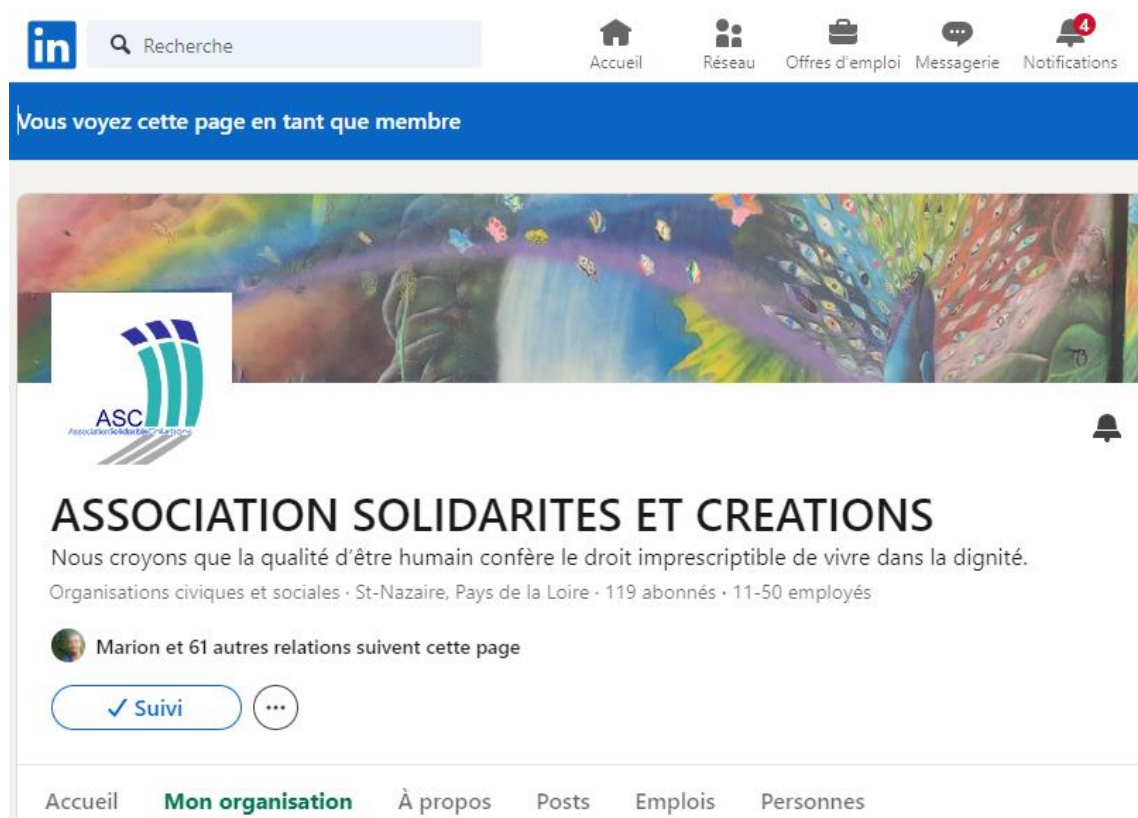 in
Recherche
4
Accueil
Réseau
Offres d'emploi
Messagerie
Notifications
Vous voyez cette page en tant que membre
ASC
ASSOCIATION SOLIDARITES ET CREATIONS
Nous croyons que la qualité d'être humain confère le droit imprescriptible de vivre dans la dignité.
Organisations civiques et sociales · St-Nazaire, Pays de la Loire · 119 abonnés · 11-50 employés
Marion et 61 autres relations suivent cette page
✓ Suivi
Accueil
Mon organisation
À propos
Posts
Emplois
Personnes